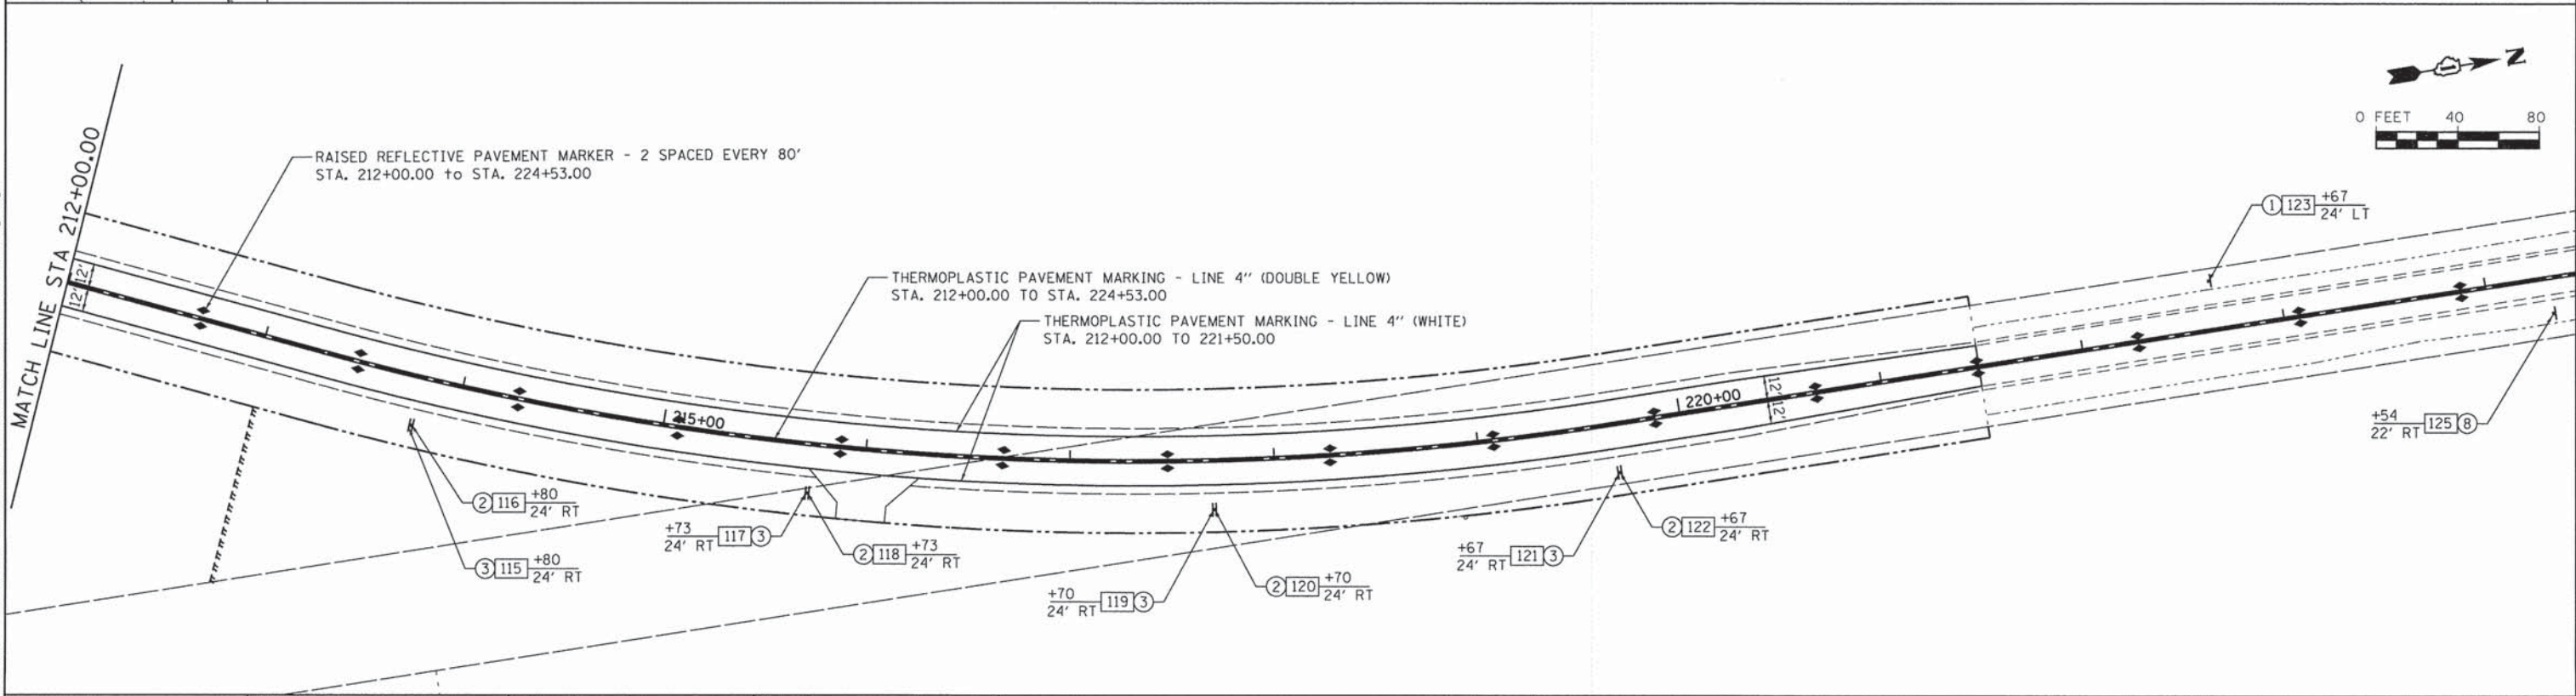 MATCH LINE STA 212+00.00
12'
12'
RAISED REFLECTIVE PAVEMENT MARKER - 2 SPACED EVERY 80'
STA. 212+00.00 to STA. 224+53.00
N
0 FEET 40 80
1 123 +67
24' LT
THERMOPLASTIC PAVEMENT MARKING - LINE 4'' (DOUBLE YELLOW)
STA. 212+00.00 TO STA. 224+53.00
THERMOPLASTIC PAVEMENT MARKING - LINE 4'' (WHITE)
STA. 212+00.00 TO 221+50.00
215+00
220+00
12'
12'
+54
22' RT 125 8
2 116 +80
24' RT
3 115 +80
24' RT
+73
24' RT 117 3
2 118 +73
24' RT
+70
24' RT 119 3
2 120 +70
24' RT
+67
24' RT 121 3
2 122 +67
24' RT